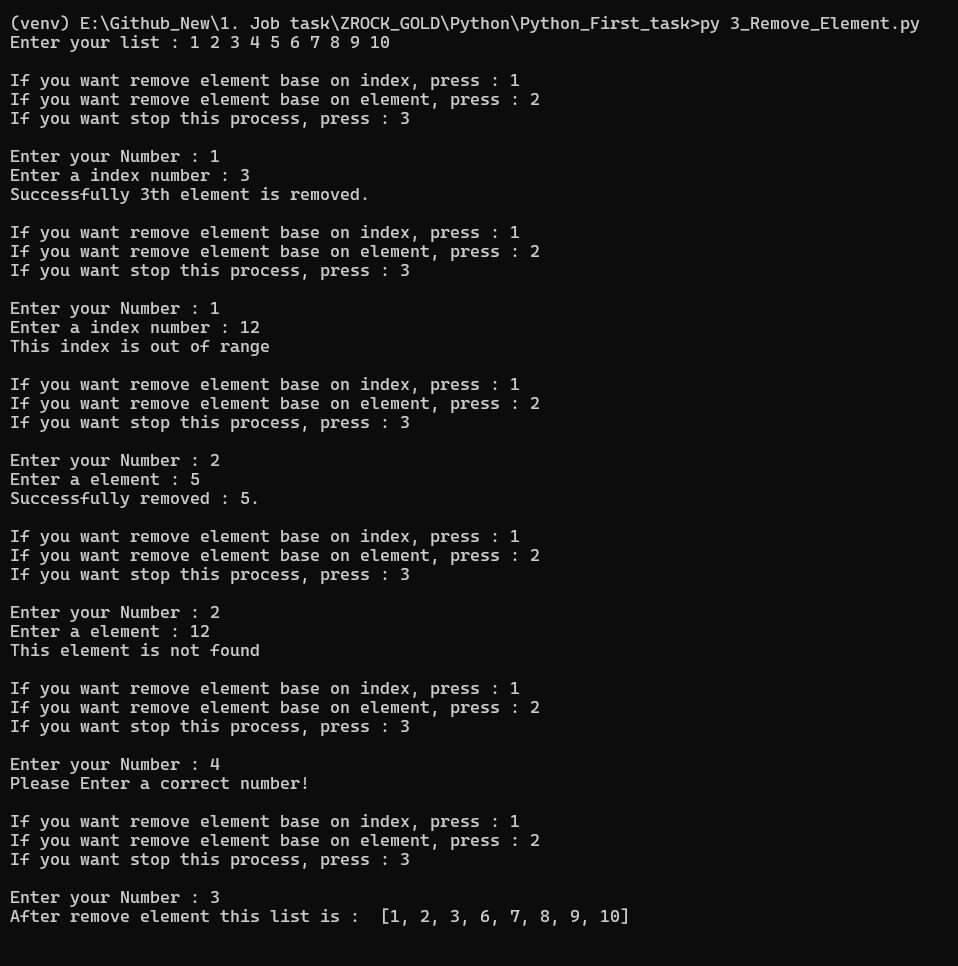 (venv) E:\Github_New\1. Job task\ZROCK_GOLD\Python\Python_First_task>py 3_Remove_Element.py
Enter your list : 1 2 3 4 5 6 7 8 9 10
If you want remove element base on index, press : 1
If you want remove element base on element, press : 2
If you want stop this process, press : 3
Enter your Number : 1
Enter a index number : 3
Successfully 3th element is removed.
If you want remove element base on index, press : 1
If you want remove element base on element, press : 2
If you want stop this process, press : 3
Enter your Number : 1
Enter a index number : 12
This index is out of range
If you want remove element base on index, press : 1
If you want remove element base on element, press : 2
If you want stop this process, press : 3
Enter your Number : 2
Enter a element : 5
Successfully removed : 5.
If you want remove element base on index, press : 1
If you want remove element base on element, press : 2
If you want stop this process, press : 3
Enter your Number : 2
Enter a element : 12
This element is not found
If you want remove element base on index, press : 1
If you want remove element base on element, press : 2
If you want stop this process, press : 3
Enter your Number : 4
Please Enter a correct number!
If you want remove element base on index, press : 1
If you want remove element base on element, press : 2
If you want stop this process, press : 3
Enter your Number : 3
After remove element this list is :  [1, 2, 3, 6, 7, 8, 9, 10]